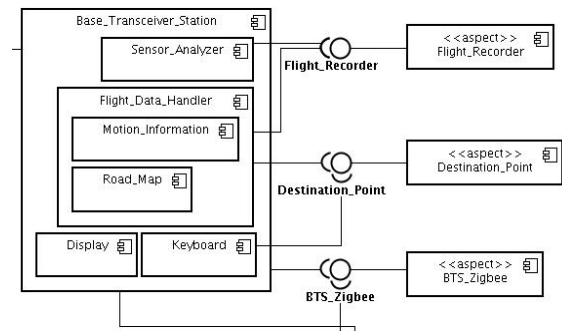 Base_Transceiver_Station
Sensor_Analyzer
Flight_Data_Handler
Motion_Information
Road_Map
Display
Keyboard
Flight_Recorder
Destination_Point
BTS_Zigbee
<<aspect>>
Flight_Recorder
<<aspect>>
Destination_Point
<<aspect>>
BTS_Zigbee